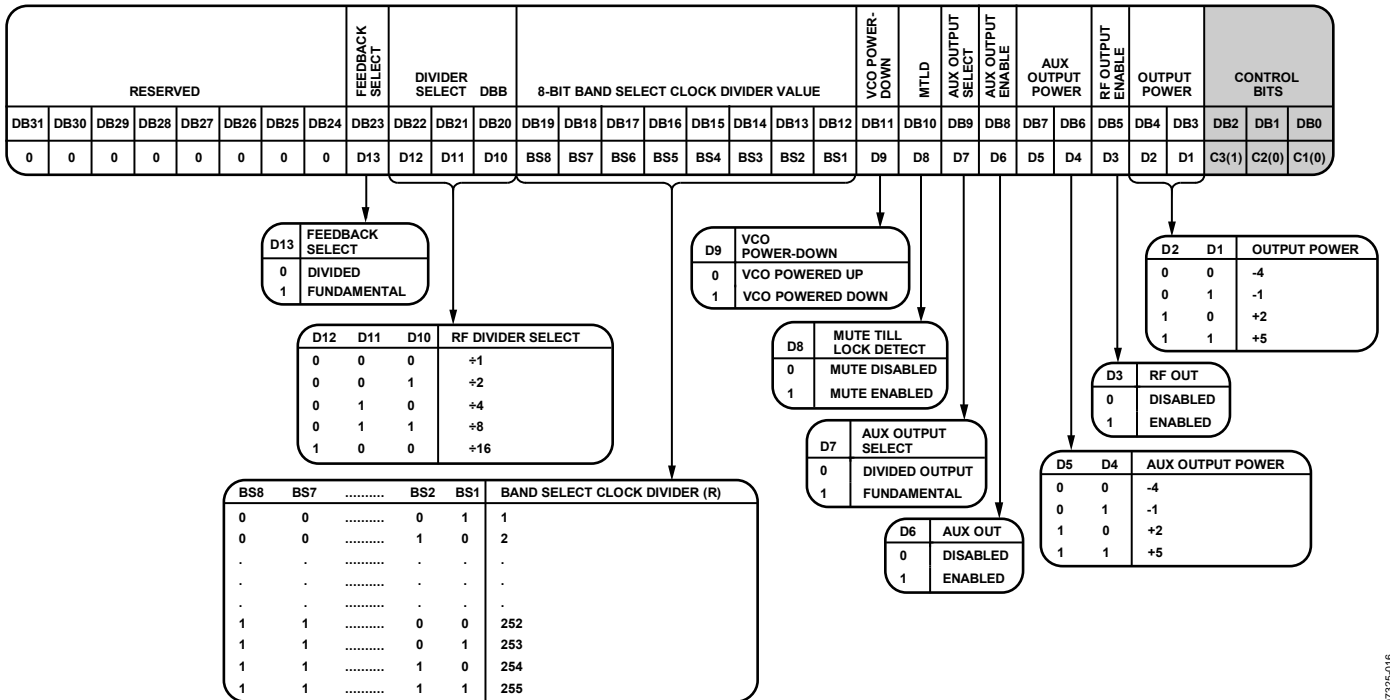 RESERVED
FEEDBACK
SELECT
DIVIDER
SELECT DBB
8-BIT BAND SELECT CLOCK DIVIDER VALUE
VCO POWER-
DOWN
MTLD
AUX OUTPUT
SELECT
AUX OUTPUT
ENABLE
AUX
OUTPUT
POWER
RF OUTPUT
ENABLE
OUTPUT
POWER
CONTROL
BITS
DB31 DB30 DB29 DB28 DB27 DB26 DB25 DB24 DB23 DB22 DB21 DB20 DB19 DB18 DB17 DB16 DB15 DB14 DB13 DB12 DB11 DB10 DB9 DB8 DB7 DB6 DB5 DB4 DB3 DB2 DB1 DB0
0 0 0 0 0 0 0 0 D13 D12 D11 D10 BS8 BS7 BS6 BS5 BS4 BS3 BS2 BS1 D9 D8 D7 D6 D5 D4 D3 D2 D1 C3(1) C2(0) C1(0)
D13 FEEDBACK
SELECT
0 DIVIDED
1 FUNDAMENTAL
D12 D11 D10 RF DIVIDER SELECT
0 0 0 ÷1
0 0 1 ÷2
0 1 0 ÷4
0 1 1 ÷8
1 0 0 ÷16
BS8 BS7 .......... BS2 BS1 BAND SELECT CLOCK DIVIDER (R)
0 0 .......... 0 1 1
0 0 .......... 1 0 2
. . .......... . . .
. . .......... . . .
. . .......... . . .
1 1 .......... 0 0 252
1 1 .......... 0 1 253
1 1 .......... 1 0 254
1 1 .......... 1 1 255
D9 VCO
POWER-DOWN
0 VCO POWERED UP
1 VCO POWERED DOWN
D8 MUTE TILL
LOCK DETECT
0 MUTE DISABLED
1 MUTE ENABLED
D7 AUX OUTPUT
SELECT
0 DIVIDED OUTPUT
1 FUNDAMENTAL
D6 AUX OUT
0 DISABLED
1 ENABLED
D5 D4 AUX OUTPUT POWER
0 0 -4
0 1 -1
1 0 +2
1 1 +5
D3 RF OUT
0 DISABLED
1 ENABLED
D2 D1 OUTPUT POWER
0 0 -4
0 1 -1
1 0 +2
1 1 +5